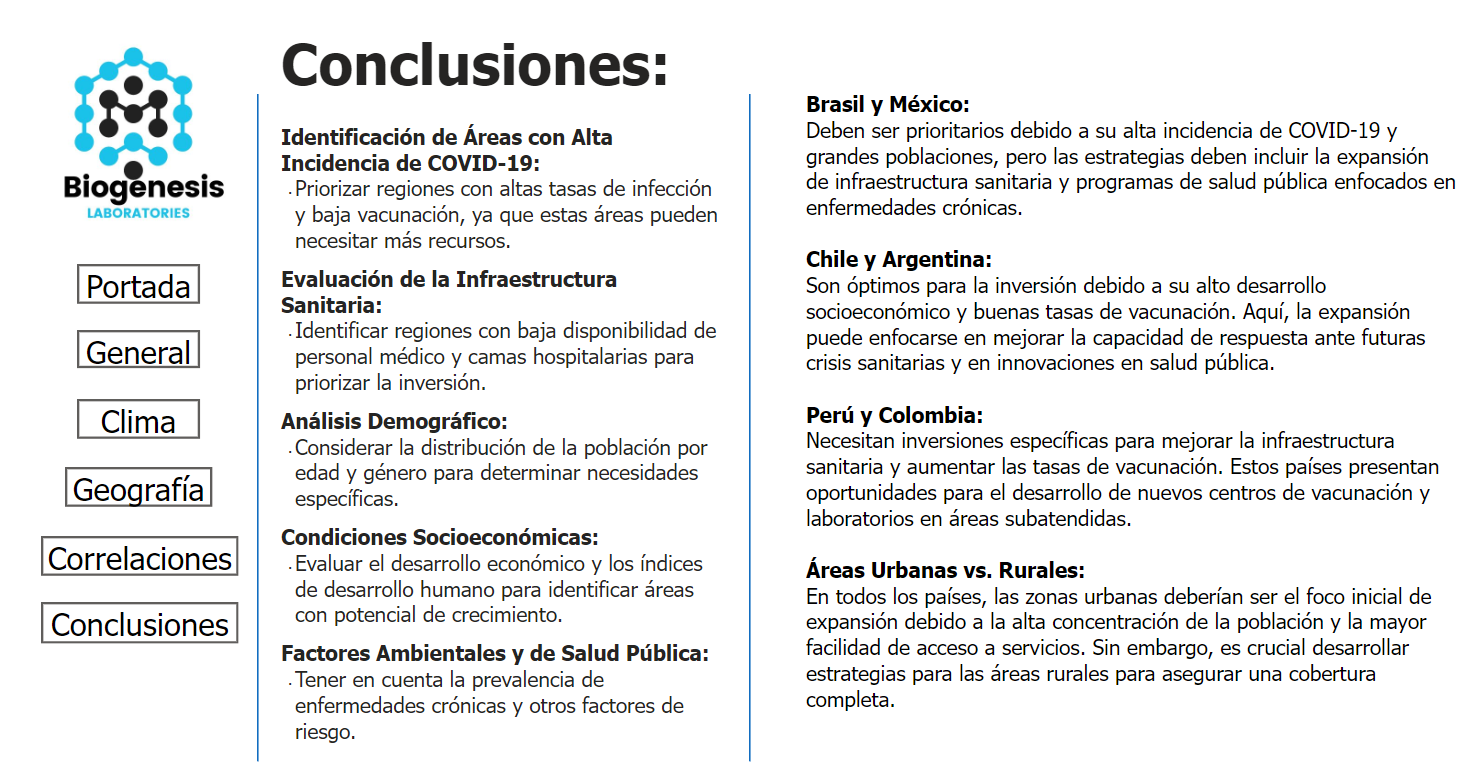 Biogenesis
LABORATORIES
Portada
General
Clima
Geografía
Correlaciones
Conclusiones
Conclusiones:
Identificación de Áreas con Alta
Incidencia de COVID-19:
Priorizar regiones con altas tasas de infección
y baja vacunación, ya que estas áreas pueden
necesitar más recursos.
Evaluación de la Infraestructura
Sanitaria:
Identificar regiones con baja disponibilidad de
personal médico y camas hospitalarias para
priorizar la inversión.
Análisis Demográfico:
Considerar la distribución de la población por
edad y género para determinar necesidades
específicas.
Condiciones Socioeconómicas:
Evaluar el desarrollo económico y los índices
de desarrollo humano para identificar áreas
con potencial de crecimiento.
Factores Ambientales y de Salud Pública:
Tener en cuenta la prevalencia de
enfermedades crónicas y otros factores de
riesgo.
Brasil y México:
Deben ser prioritarios debido a su alta incidencia de COVID-19 y
grandes poblaciones, pero las estrategias deben incluir la expansión
de infraestructura sanitaria y programas de salud pública enfocados en
enfermedades crónicas.
Chile y Argentina:
Son óptimos para la inversión debido a su alto desarrollo
socioeconómico y buenas tasas de vacunación. Aquí, la expansión
puede enfocarse en mejorar la capacidad de respuesta ante futuras
crisis sanitarias y en innovaciones en salud pública.
Perú y Colombia:
Necesitan inversiones específicas para mejorar la infraestructura
sanitaria y aumentar las tasas de vacunación. Estos países presentan
oportunidades para el desarrollo de nuevos centros de vacunación y
laboratorios en áreas subatendidas.
Áreas Urbanas vs. Rurales:
En todos los países, las zonas urbanas deberían ser el foco inicial de
expansión debido a la alta concentración de la población y la mayor
facilidad de acceso a servicios. Sin embargo, es crucial desarrollar
estrategias para las áreas rurales para asegurar una cobertura
completa.